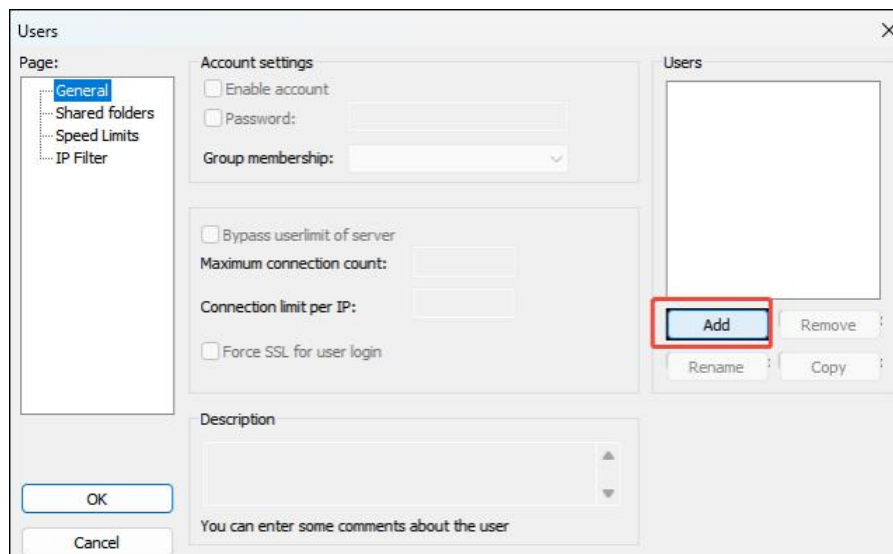 Users
Page:
General
Shared folders
Speed Limits
IP Filter
OK
Cancel
Account settings
Enable account
Password:
Group membership:
Bypass userlimit of server
Maximum connection count:
Connection limit per IP:
Force SSL for user login
Description
You can enter some comments about the user
Users
Add
Remove
Rename
Copy